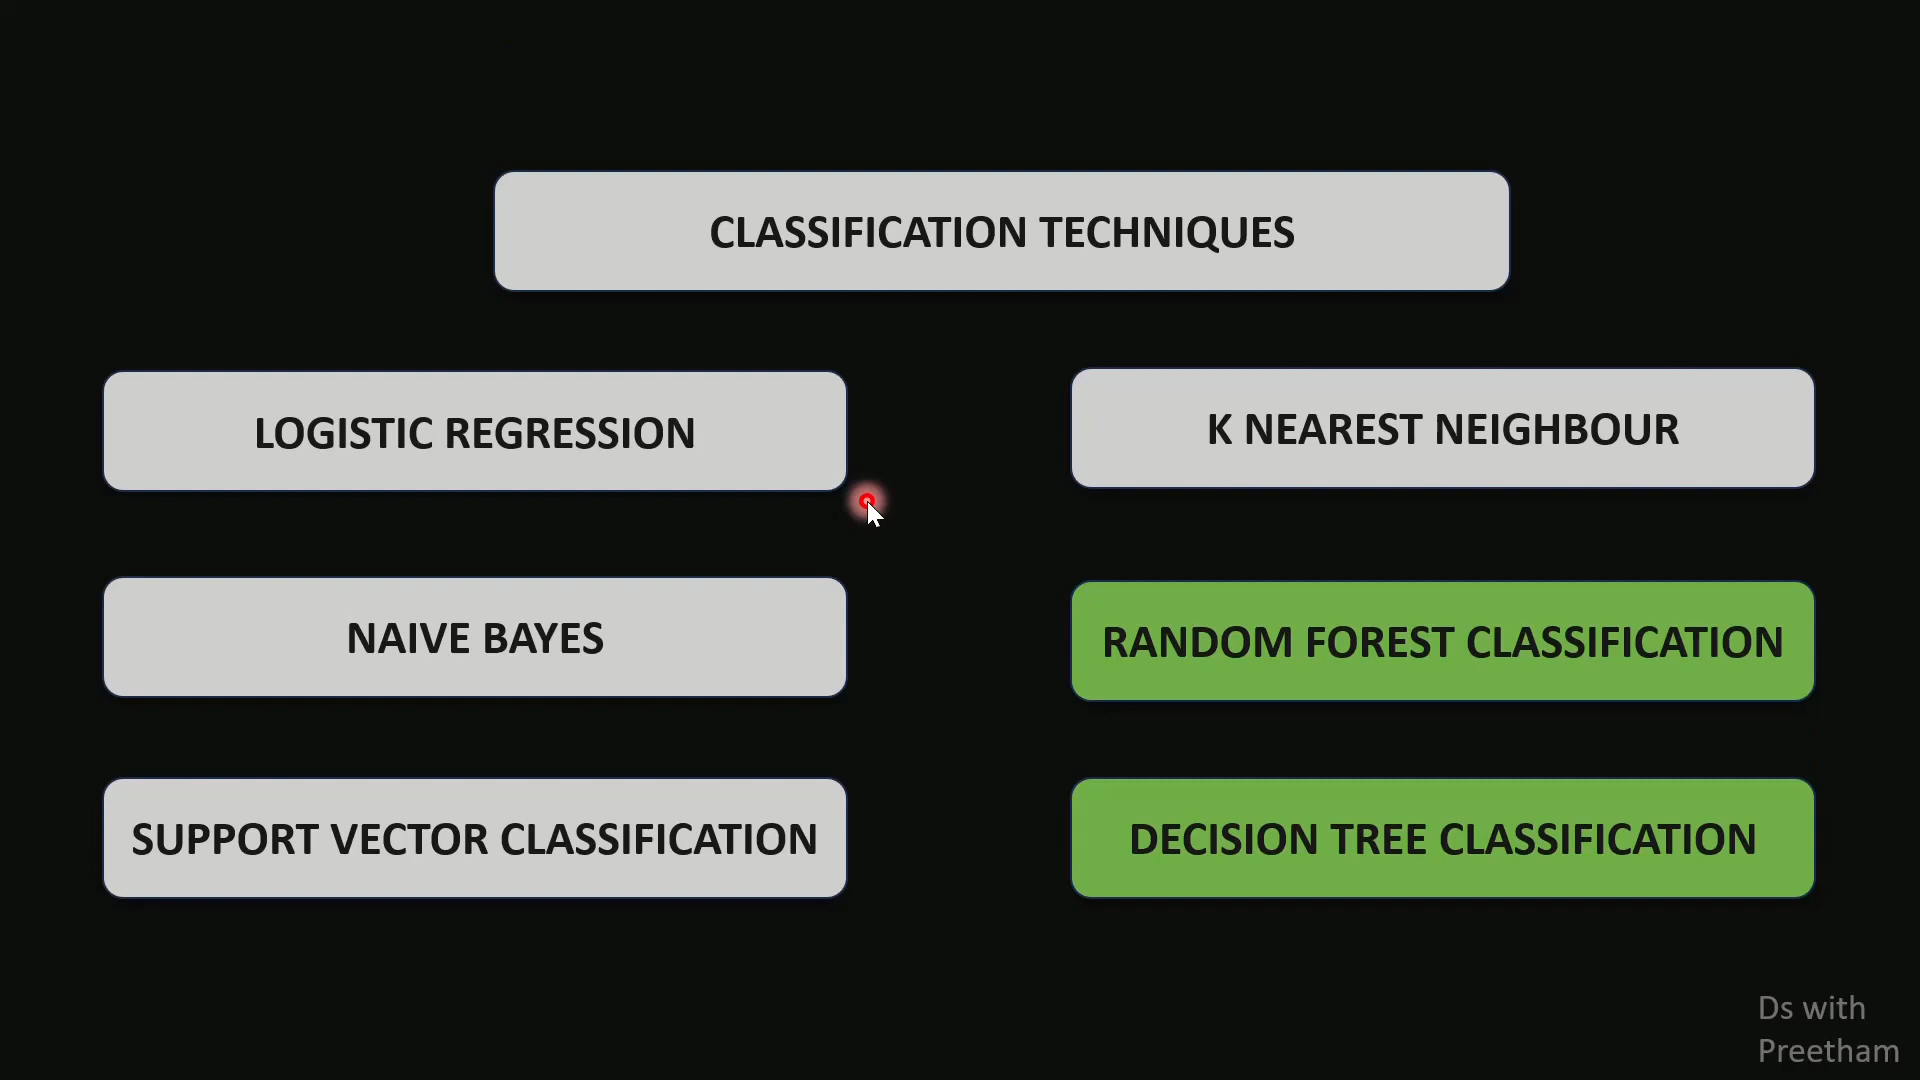 CLASSIFICATION TECHNIQUES
LOGISTIC REGRESSION
K NEAREST NEIGHBOUR
NAIVE BAYES
RANDOM FOREST CLASSIFICATION
SUPPORT VECTOR CLASSIFICATION
DECISION TREE CLASSIFICATION
Ds with
Preetham